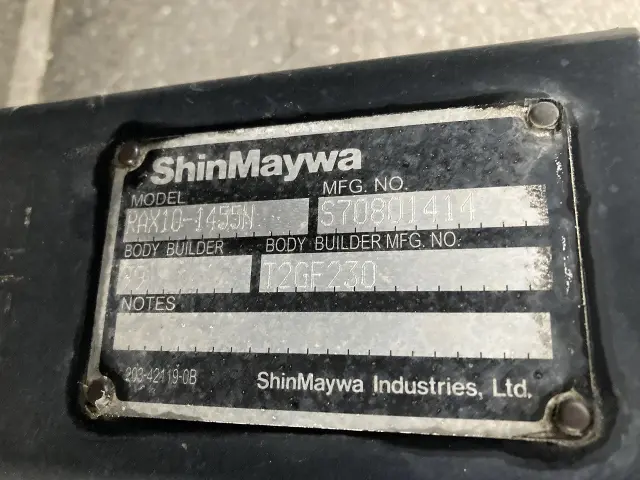 ShinMaywa
MODEL MFG. NO.
RAX10-1455N S70801414
BODY BUILDER BODY BUILDER MFG. NO.
T2GF230
NOTES
203-42119-0B ShinMaywa Industries, Ltd.